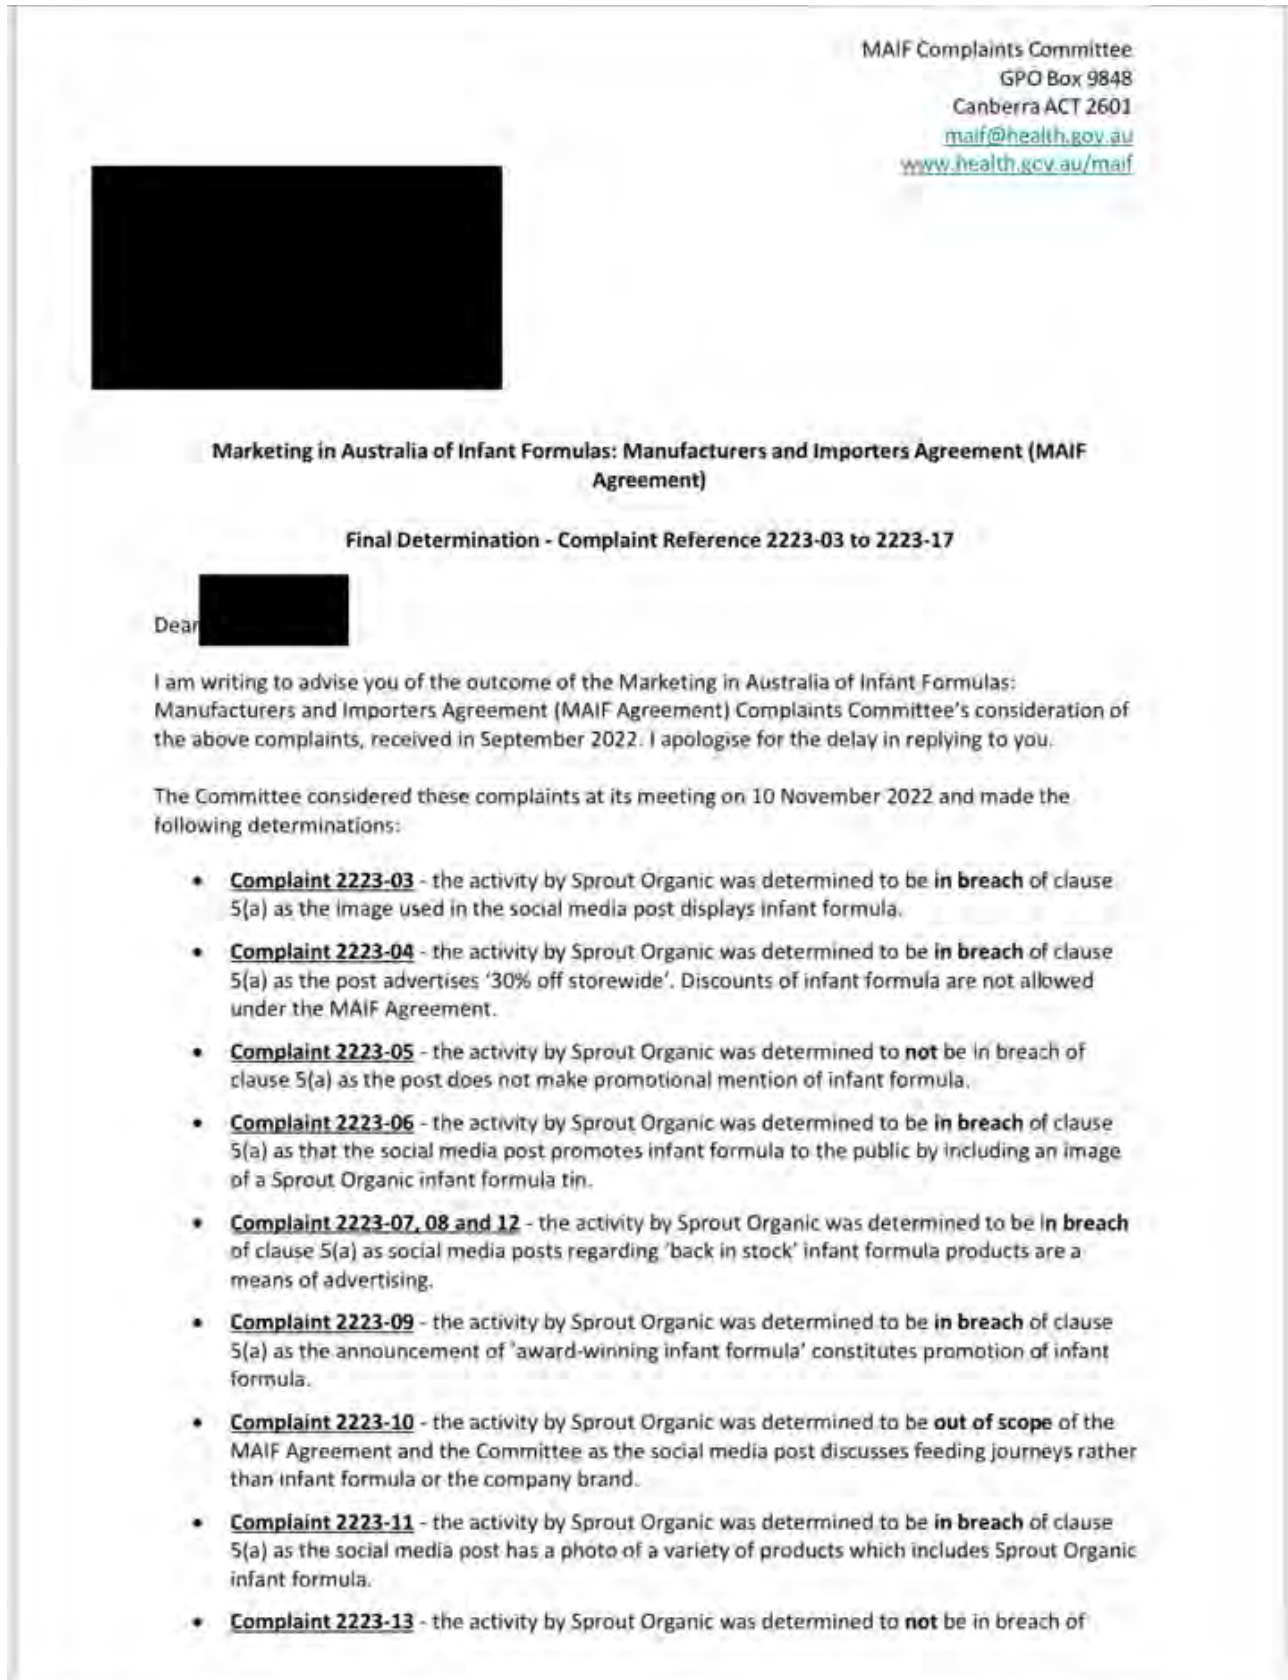 MAIF Complaints Committee
GPO Box 9848
Canberra ACT 2601
maif@health.gov.au
www.health.gov.au/maif
Marketing in Australia of Infant Formulas: Manufacturers and Importers Agreement (MAIF
Agreement)
Final Determination - Complaint Reference 2223-03 to 2223-17
Dear
I am writing to advise you of the outcome of the Marketing in Australia of Infant Formulas:
Manufacturers and Importers Agreement (MAIF Agreement) Complaints Committee's consideration of
the above complaints, received in September 2022. I apologise for the delay in replying to you.
The Committee considered these complaints at its meeting on 10 November 2022 and made the
following determinations:
• Complaint 2223-03 - the activity by Sprout Organic was determined to be in breach of clause
5(a) as the image used in the social media post displays infant formula.
• Complaint 2223-04 - the activity by Sprout Organic was determined to be in breach of clause
5(a) as the post advertises '30% off storewide'. Discounts of infant formula are not allowed
under the MAIF Agreement.
• Complaint 2223-05 - the activity by Sprout Organic was determined to not be in breach of
clause 5(a) as the post does not make promotional mention of infant formula.
• Complaint 2223-06 - the activity by Sprout Organic was determined to be in breach of clause
5(a) as that the social media post promotes infant formula to the public by including an image
of a Sprout Organic infant formula tin.
• Complaint 2223-07, 08 and 12 - the activity by Sprout Organic was determined to be in breach
of clause 5(a) as social media posts regarding 'back in stock' infant formula products are a
means of advertising.
• Complaint 2223-09 - the activity by Sprout Organic was determined to be in breach of clause
5(a) as the announcement of 'award-winning infant formula' constitutes promotion of infant
formula.
• Complaint 2223-10 - the activity by Sprout Organic was determined to be out of scope of the
MAIF Agreement and the Committee as the social media post discusses feeding journeys rather
than infant formula or the company brand.
• Complaint 2223-11 - the activity by Sprout Organic was determined to be in breach of clause
5(a) as the social media post has a photo of a variety of products which includes Sprout Organic
infant formula.
• Complaint 2223-13 - the activity by Sprout Organic was determined to not be in breach of